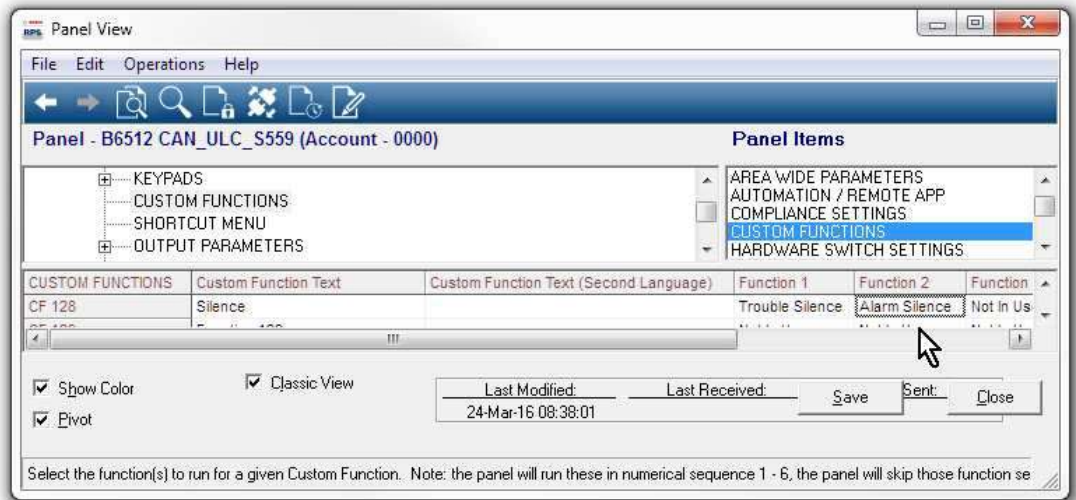 RPS Panel View
File Edit Operations Help
Panel - B6512 CAN_ULC_S559 (Account - 0000)
Panel Items
KEYPADS
CUSTOM FUNCTIONS
SHORTCUT MENU
OUTPUT PARAMETERS
AREA WIDE PARAMETERS
AUTOMATION / REMOTE APP
COMPLIANCE SETTINGS
CUSTOM FUNCTIONS
HARDWARE SWITCH SETTINGS
CUSTOM FUNCTIONS Custom Function Text Custom Function Text (Second Language) Function 1 Function 2 Function
CF 128 Silence Trouble Silence Alarm Silence Not In Us
Show Color
Classic View
Pivot
Last Modified: Last Received: Sent:
24-Mar-16 08:38:01
Save Close
Select the function(s) to run for a given Custom Function. Note: the panel will run these in numerical sequence 1 - 6, the panel will skip those function se